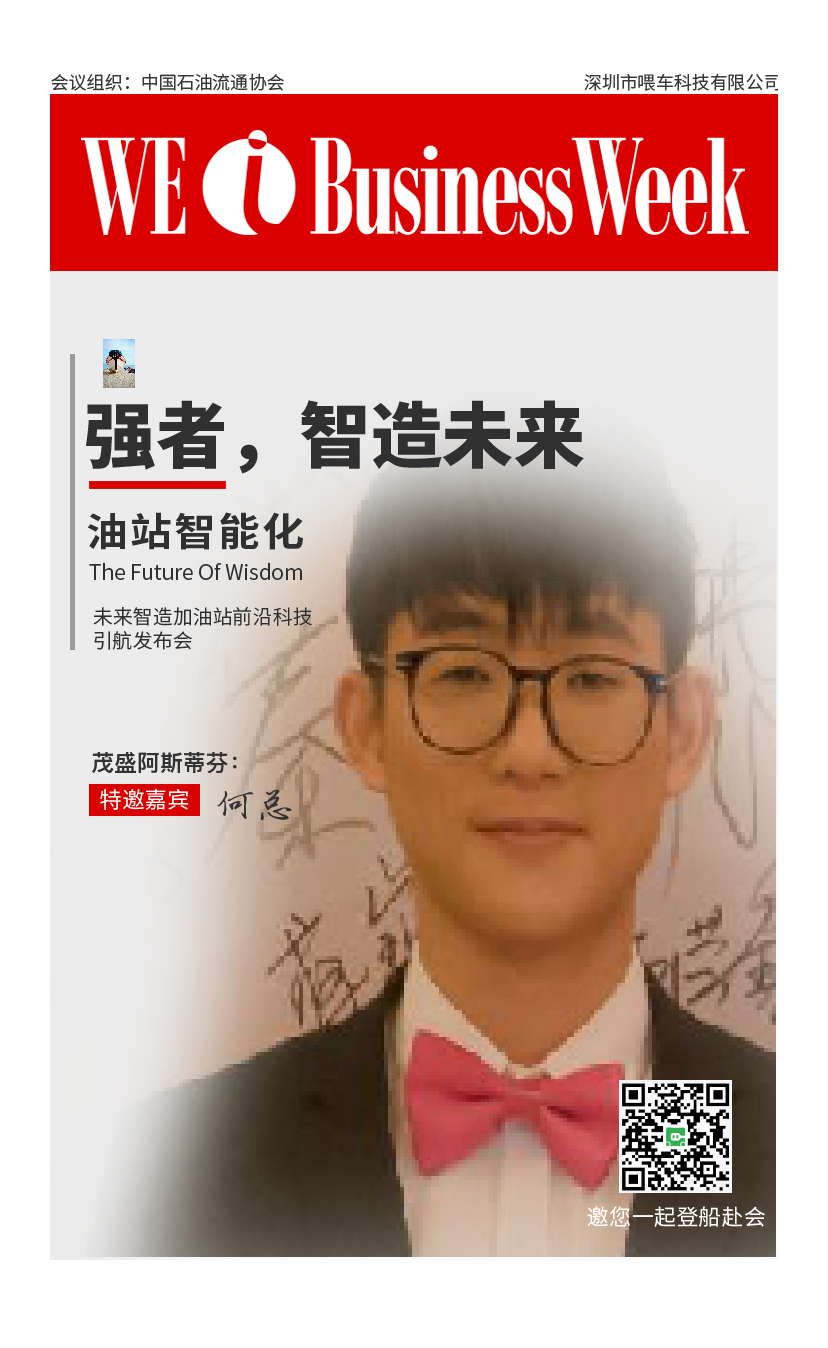 会议组织：中国石油流通协会
深圳市喂车科技有限公司
WE i BusinessWeek
强者，智造未来
油站智能化
The Future Of Wisdom
未来智造加油站前沿科技
引航发布会
茂盛阿斯蒂芬：
特邀嘉宾 何总
邀您一起登船赴会